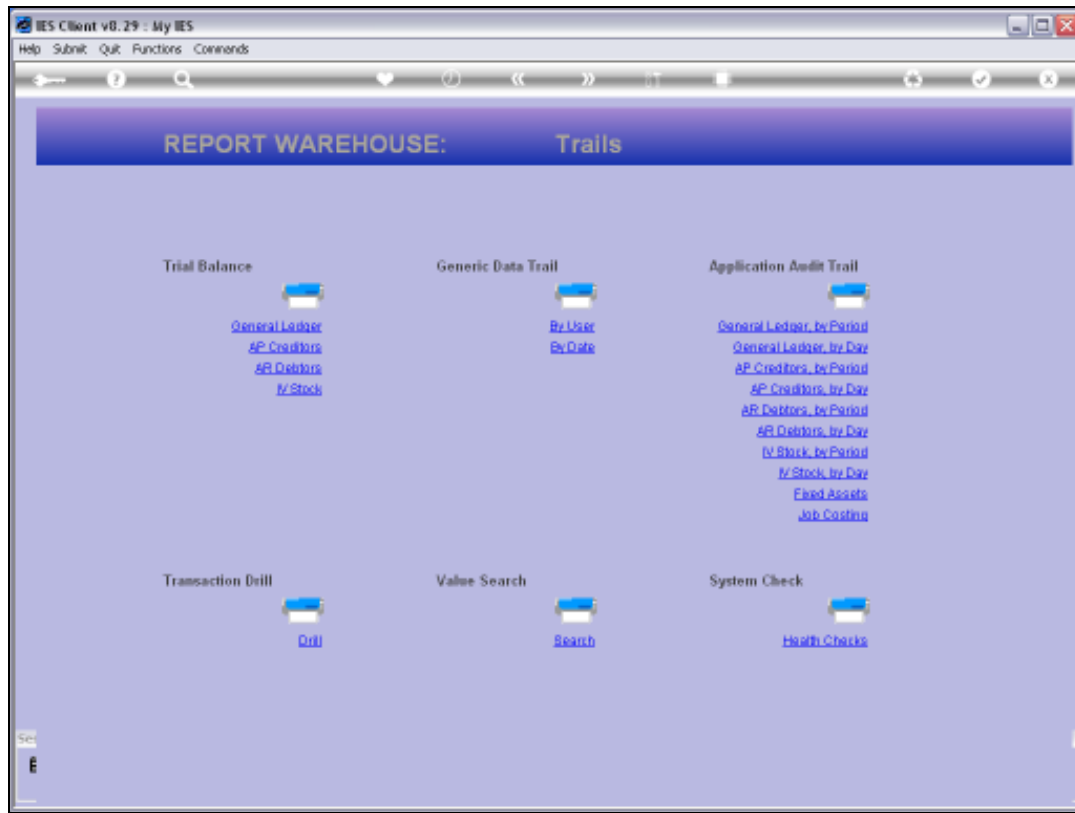 IES Client v8.29 : My IES
Help Submit Quit Functions Commands
REPORT WAREHOUSE: Trails
Trial Balance
General Ledger
AP Creditors
AR Debtors
IV Stock
Generic Data Trail
By User
By Date
Application Audit Trail
General Ledger, by Period
General Ledger, by Day
AP Creditors, by Period
AP Creditors, by Day
AR Debtors, by Period
AR Debtors, by Day
IV Stock, by Period
IV Stock, by Day
Fixed Assets
Job Costing
Transaction Drill
Drill
Value Search
Search
System Check
Health Checks